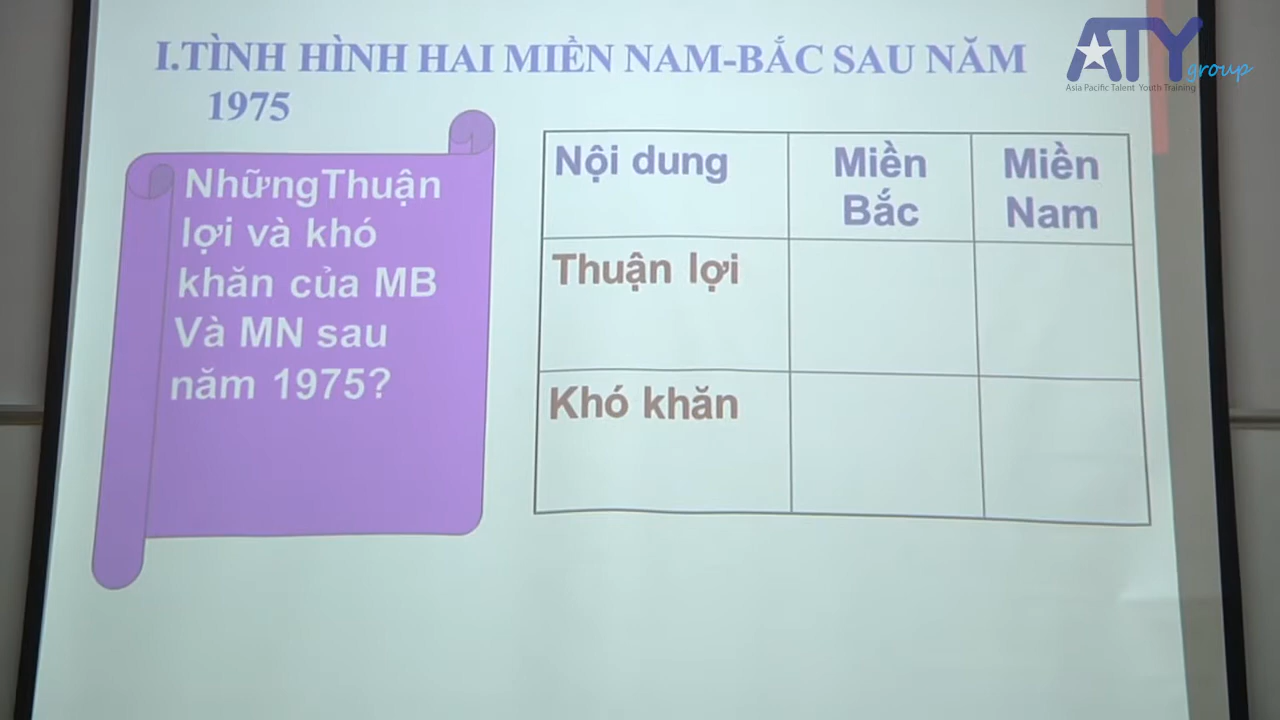 I.TÌNH HÌNH HAI MIỀN NAM-BẮC SAU NĂM
1975
NhữngThuận
lợi và khó
khăn của MB
Và MN sau
năm 1975?
Nội dung
Miền
Bắc
Miền
Nam
Thuận lợi
Khó khăn
ATY
group
Asia Pacific Talent Youth Training